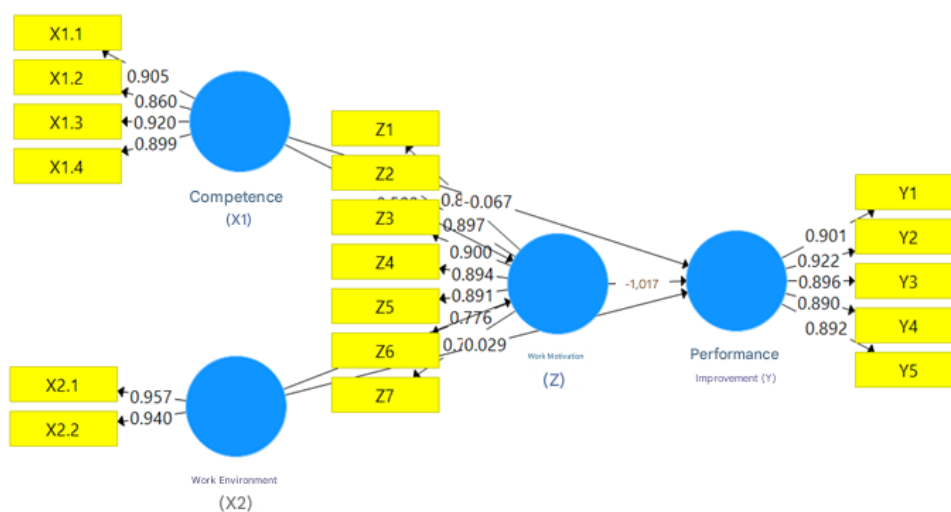 X1.1
X1.2
X1.3
X1.4
0.905
0.860
0.920
0.899
Competence
(X1)
Z1
Z2
Z3
Z4
Z5
Z6
Z7
-0.067
0.897
0.900
0.894
0.891
0.776
0.029
Work Motivation
(Z)
-1,017
X2.1
X2.2
0.957
0.940
Work Environment
(X2)
Performance
Improvement (Y)
0.901
0.922
0.896
0.890
0.892
Y1
Y2
Y3
Y4
Y5